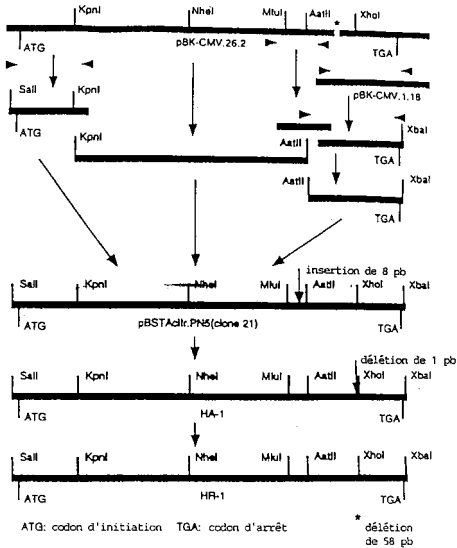 KpnI NheI MluI AatII * XhoI
ATG pBK-CMV.26.2 TGA
SalI KpnI pBK-CMV.1.18
ATG XbaI
KpnI AatII TGA
AatII XbaI
TGA
insertion de 8 pb
SalI KpnI NheI MluI AatII XhoI XbaI
ATG pBSTAcIIr.PN5(clone 21) TGA
délétion de 1 pb
SalI KpnI NheI MluI AatII XhoI XbaI
ATG HA-1 TGA
SalI KpnI NheI MluI AatII XhoI XbaI
ATG HR-1 TGA
ATG: codon d'initiation TGA: codon d'arrêt * délétion
de 58 pb